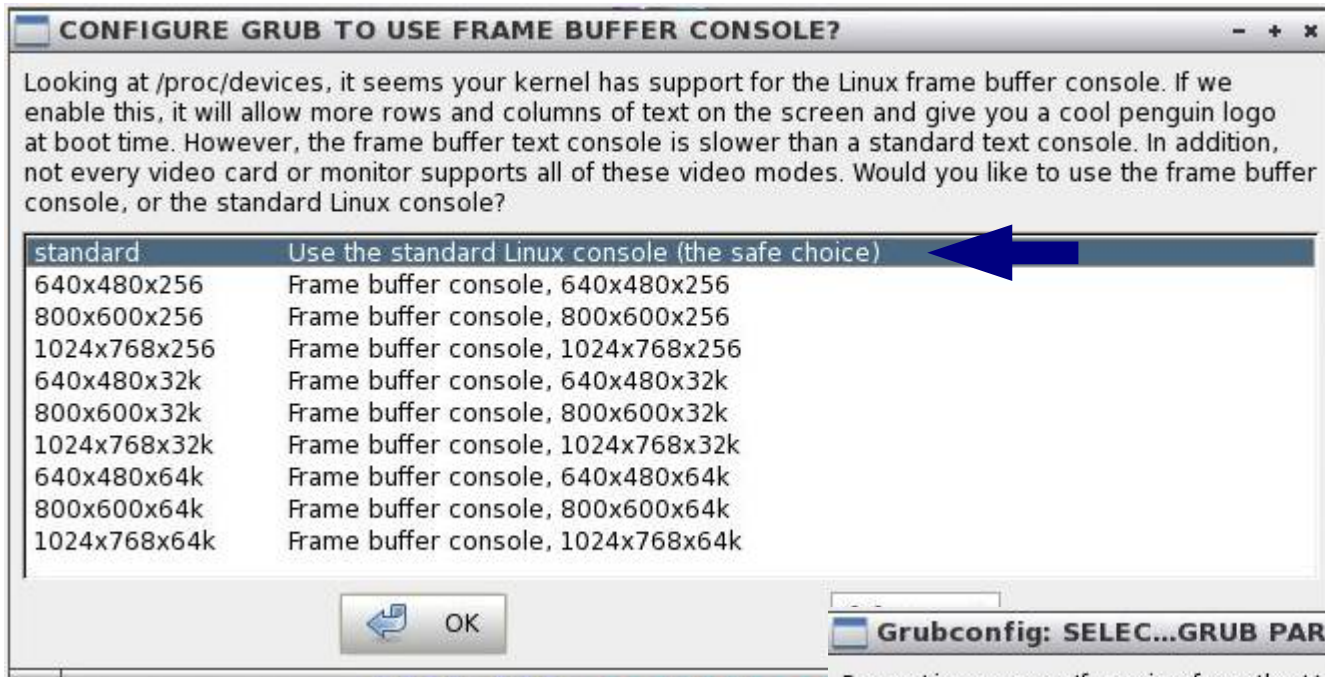 CONFIGURE GRUB TO USE FRAME BUFFER CONSOLE?
Looking at /proc/devices, it seems your kernel has support for the Linux frame buffer console. If we
enable this, it will allow more rows and columns of text on the screen and give you a cool penguin logo
at boot time. However, the frame buffer text console is slower than a standard text console. In addition,
not every video card or monitor supports all of these video modes. Would you like to use the frame buffer
console, or the standard Linux console?
standard Use the standard Linux console (the safe choice)
640x480x256 Frame buffer console, 640x480x256
800x600x256 Frame buffer console, 800x600x256
1024x768x256 Frame buffer console, 1024x768x256
640x480x32k Frame buffer console, 640x480x32k
800x600x32k Frame buffer console, 800x600x32k
1024x768x32k Frame buffer console, 1024x768x32k
640x480x64k Frame buffer console, 640x480x64k
800x600x64k Frame buffer console, 800x600x64k
1024x768x64k Frame buffer console, 1024x768x64k
OK
Grubconfig: SELEC...GRUB PAR